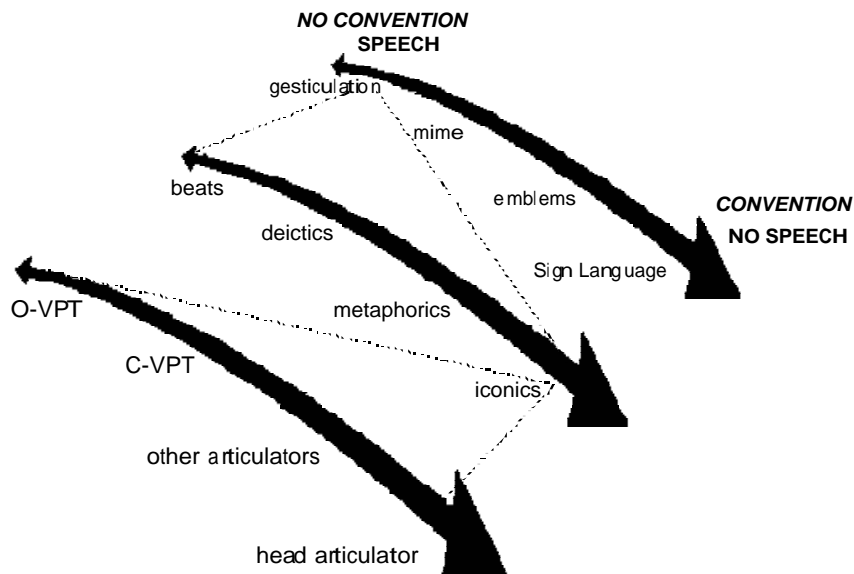 NO CONVENTION
SPEECH
gesticulation
mime
beats
emblems
CONVENTION
NO SPEECH
deictics
Sign Language
O-VPT
metaphorics
C-VPT
iconics
other articulators
head articulator